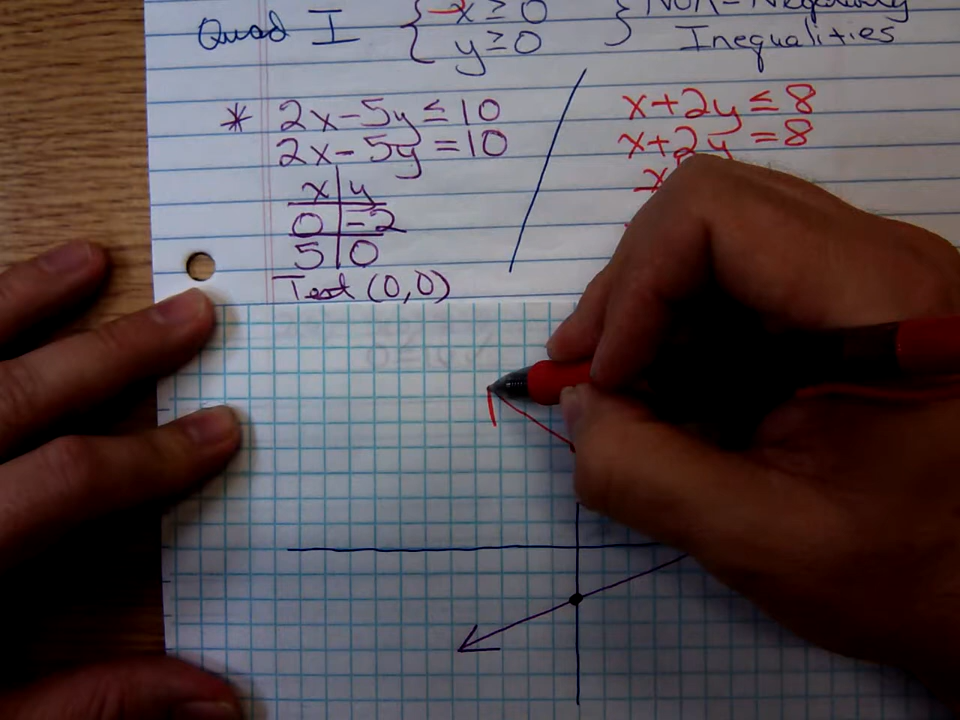 Quad I { x ≥ 0 } Non-Negativity
{ y ≥ 0 } Inequalities
* 2x - 5y ≤ 10
2x - 5y = 10
x | y
0 | -2
5 | 0
Test (0,0)
x + 2y ≤ 8
x + 2y = 8
x